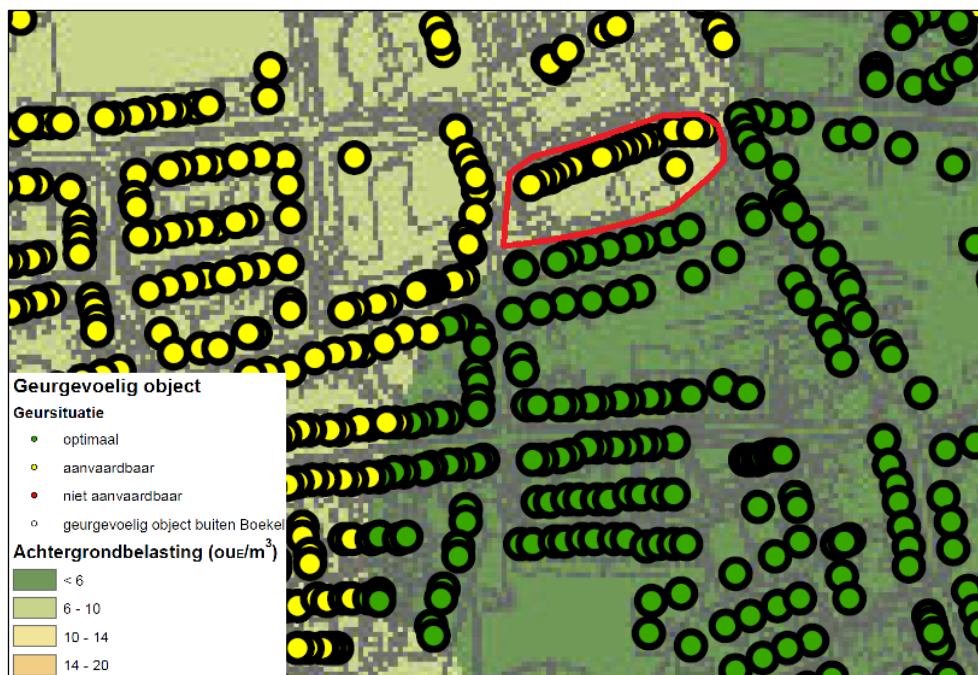 Geurgevoelig object
Geursituatie
optimaal
aanvaardbaar
niet aanvaardbaar
geurgevoelig object buiten Boekel
Achtergrondbelasting (ouE/m³)
< 6
6 - 10
10 - 14
14 - 20